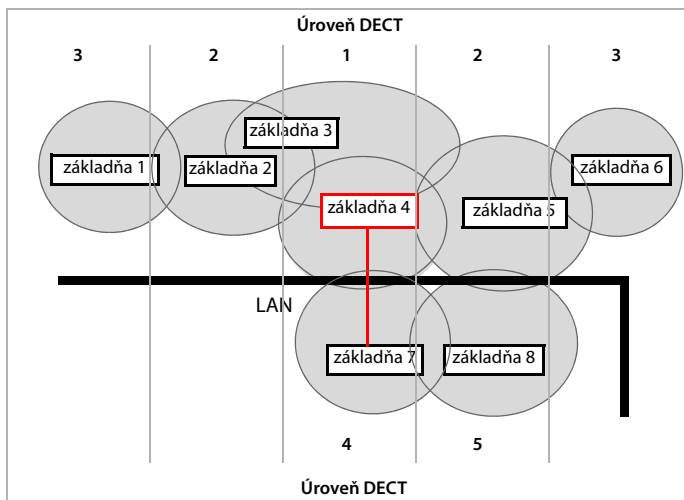 Úroveň DECT
3 2 1 2 3
základňa 3
základňa 1
základňa 2
základňa 6
základňa 4
základňa 5
LAN
základňa 7
základňa 8
4 5
Úroveň DECT